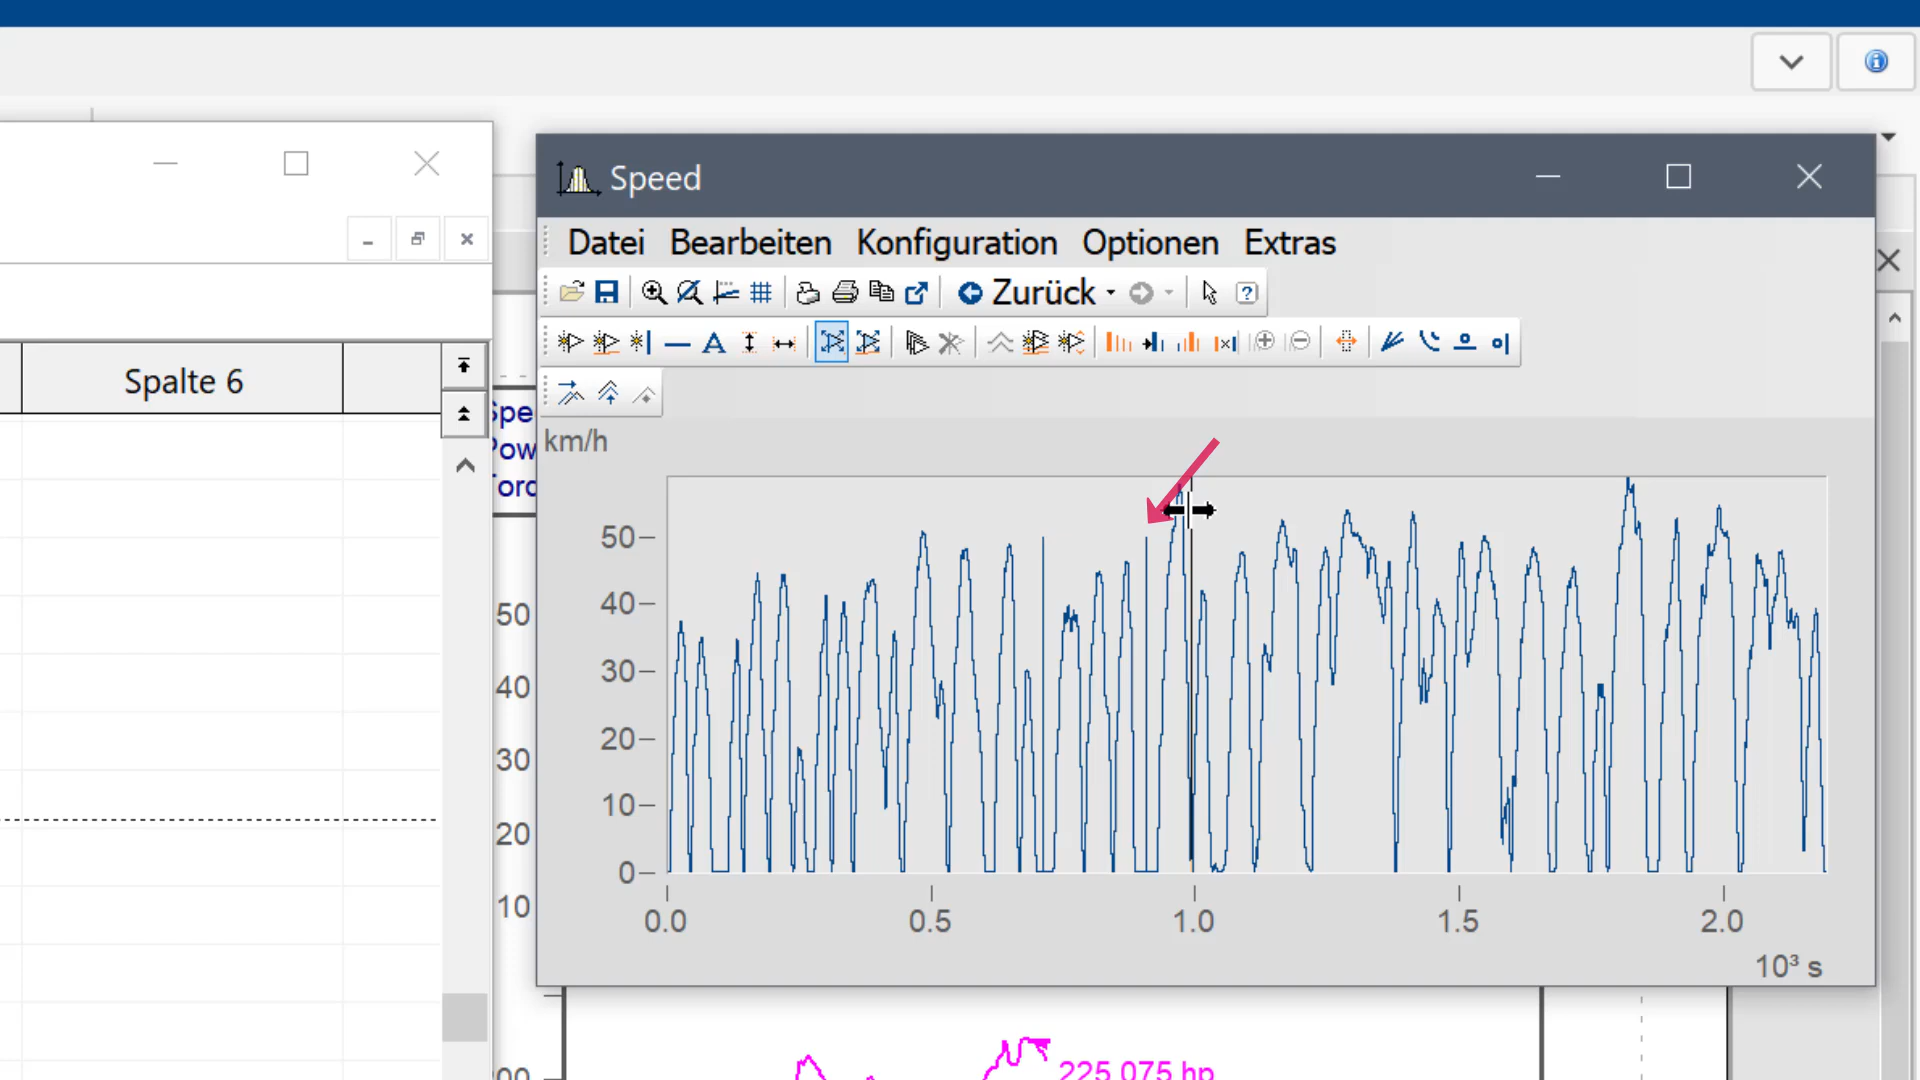 Speed
Datei Bearbeiten Konfiguration Optionen Extras
Zurück
Spalte 6
km/h
50
40
30
20
10
0
0.0 0.5 1.0 1.5 2.0
10³ s
50
40
30
20
10
225.075 hp